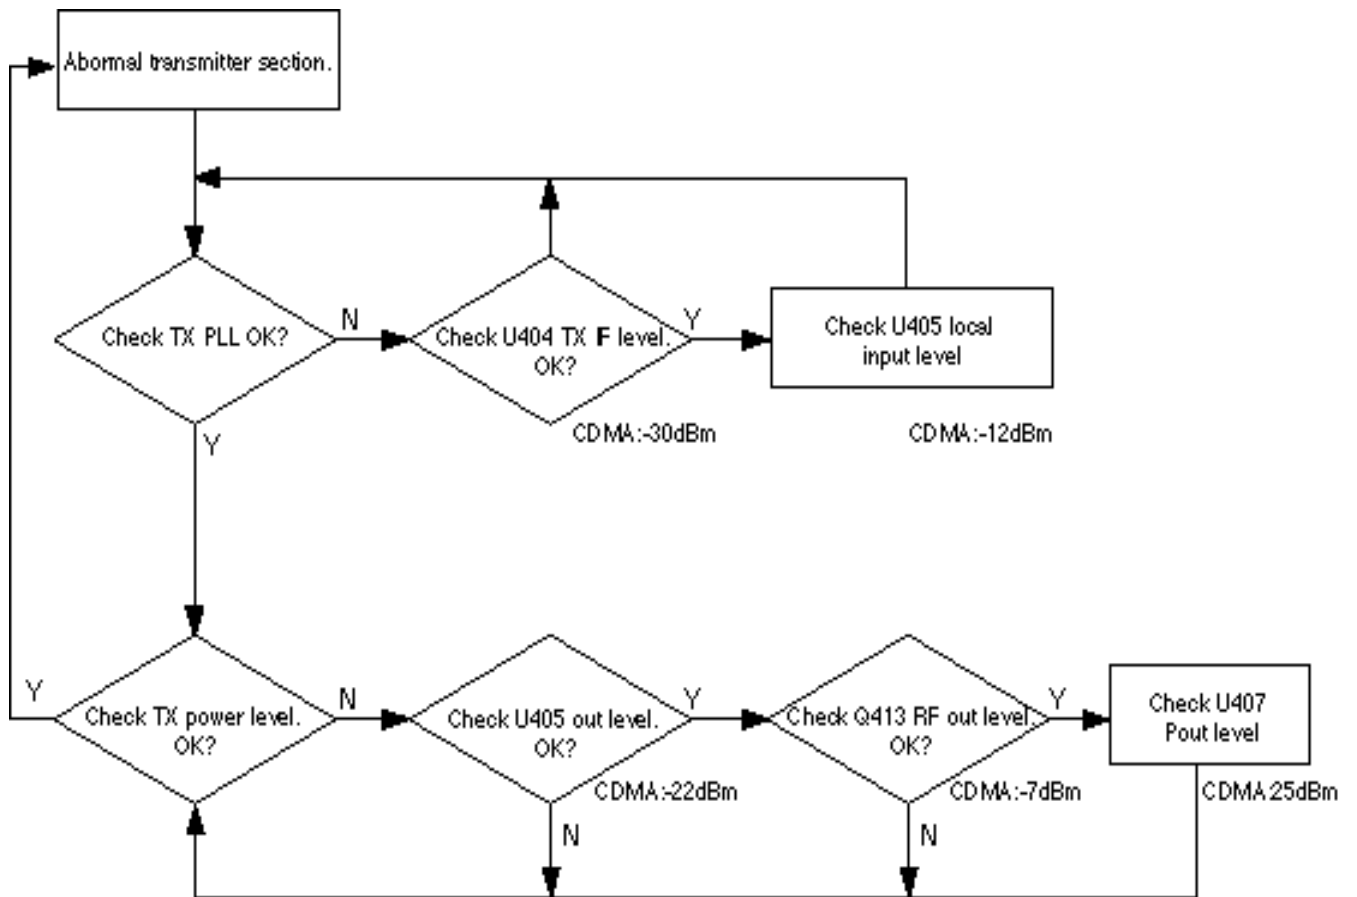 Abormal transmitter section.
Check TX PLL OK?
N
Check U404 TX IF level.
OK?
Y
Check U405 local
input level
CDMA:-30dBm
CDMA:-12dBm
Y
Y
Check TX power level.
OK?
N
Check U405 out level.
OK?
Y
Check Q413 RF out level.
OK?
Y
Check U407
Pout level
CDMA:-22dBm
CDMA:-7dBm
CDMA25dBm
N
N